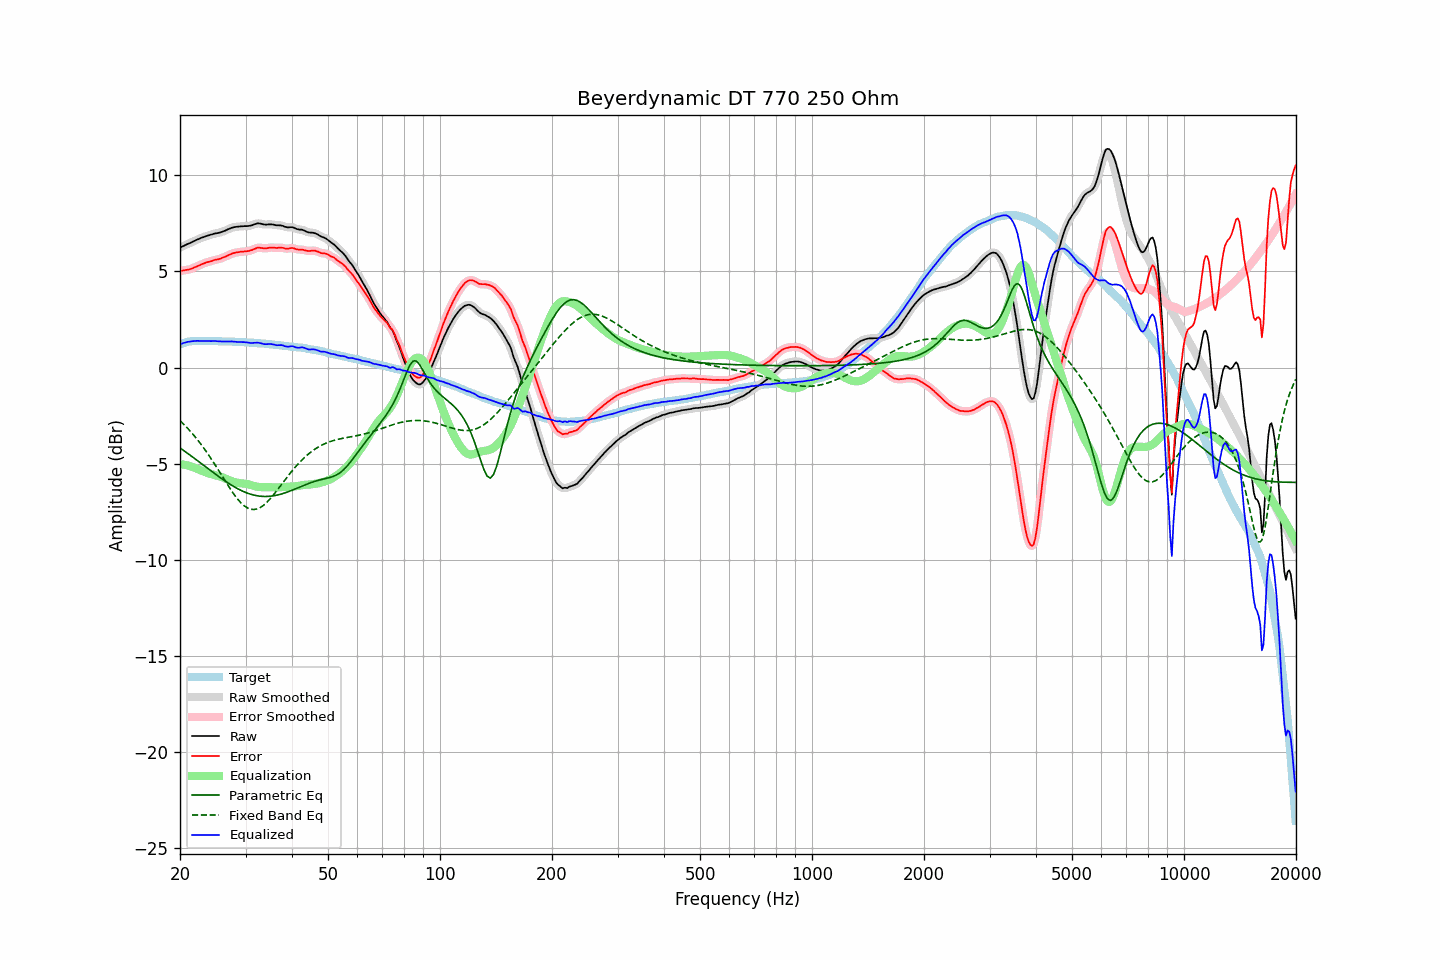 Beyerdynamic DT 770 250 Ohm
Amplitude (dBr)
10
5
0
−5
−10
−15
−20
−25
Target
Raw Smoothed
Error Smoothed
Raw
Error
Equalization
Parametric Eq
Fixed Band Eq
Equalized
20 50 100 200 500 1000 2000 5000 10000 20000
Frequency (Hz)